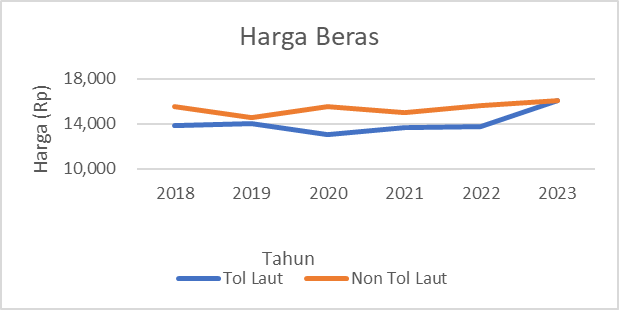 Harga Beras
Harga (Rp)
18,000
14,000
10,000
2018 2019 2020 2021 2022 2023
Tahun
Tol Laut Non Tol Laut